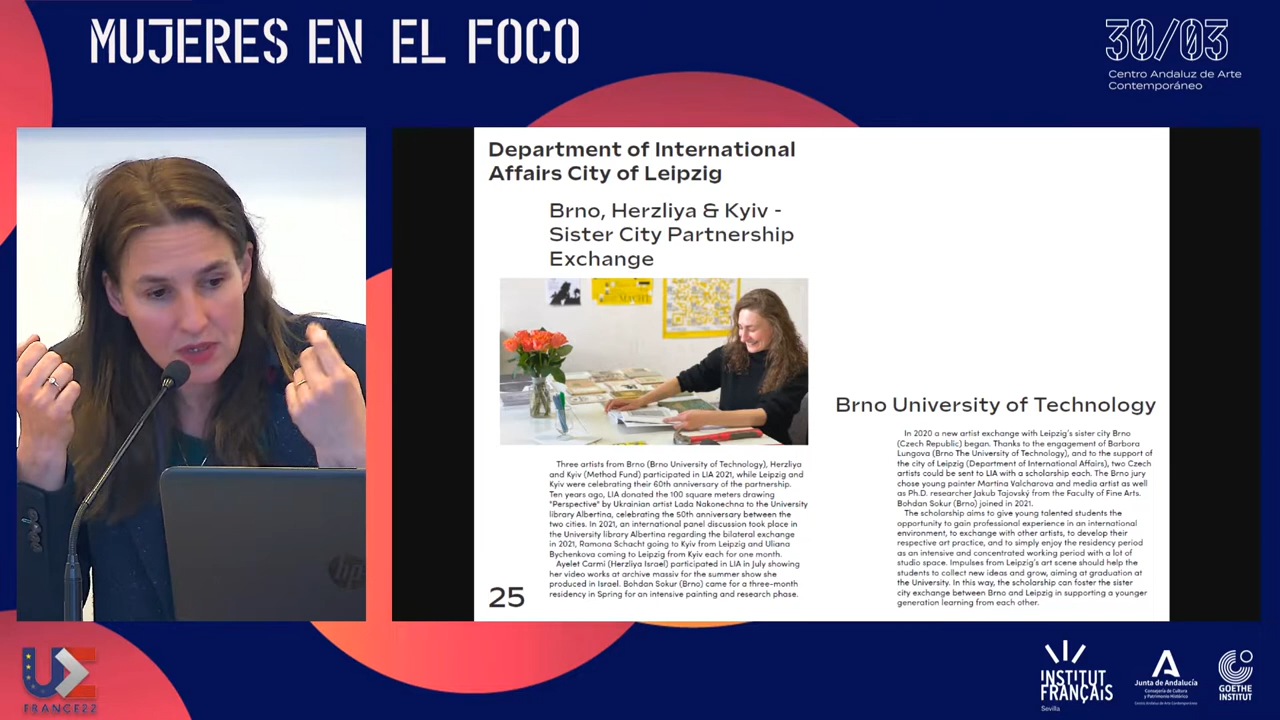 MUJERES EN EL FOCO
30/03
Centro Andaluz de Arte
Contemporáneo
Department of International
Affairs City of Leipzig
Brno, Herzliya & Kyiv -
Sister City Partnership
Exchange
Three artists from Brno (Brno University of Technology), Herzliya
and Kyiv (Method Fund) participated in LIA 2021, while Leipzig and
Kyiv were celebrating their 60th anniversary of the partnership.
Ten years ago, LIA donated the 100 square meters drawing
"Perspective" by Ukrainian artist Lada Nakonechna to the University
library Albertina, celebrating the 50th anniversary between the
two cities. In 2021, an international panel discussion took place in
the University library Albertina regarding the bilateral exchange
in 2021, Ramona Schacht going to Kyiv from Leipzig and Uliana
Bychenkova coming to Leipzig from Kyiv each for one month.
Ayelet Carmi (Herzliya Israel) participated in LIA in July showing
her video works at archive massiv for the summer show she
produced in Israel. Bohdan Sokur (Brno) came for a three-month
residency in Spring for an intensive painting and research phase.
25
Brno University of Technology
In 2020 a new artist exchange with Leipzig's sister city Brno
(Czech Republic) began. Thanks to the engagement of Barbora
Lungova (Brno The University of Technology), and to the support of
the city of Leipzig (Department of International Affairs), two Czech
artists could be sent to LIA with a scholarship each. The Brno jury
chose young painter Martina Valcharova and media artist as well
as Ph.D. researcher Jakub Tajovský from the Faculty of Fine Arts.
Bohdan Sokur (Brno) joined in 2021.
The scholarship aims to give young talented students the
opportunity to gain professional experience in an international
environment, to exchange with other artists, to develop their
respective art practice, and to simply enjoy the residency period
as an intensive and concentrated working period with a lot of
studio space. Impulses from Leipzig's art scene should help the
students to collect new ideas and grow, aiming at graduation at
the University. In this way, the scholarship can foster the sister
city exchange between Brno and Leipzig in supporting a younger
generation learning from each other.
hp
UE
FRANCE22
INSTITUT
FRANÇAIS
Sevilla
Junta de Andalucía
Consejería de Cultura
y Patrimonio Histórico
Centro Andaluz de Arte Contemporáneo
GOETHE
INSTITUT